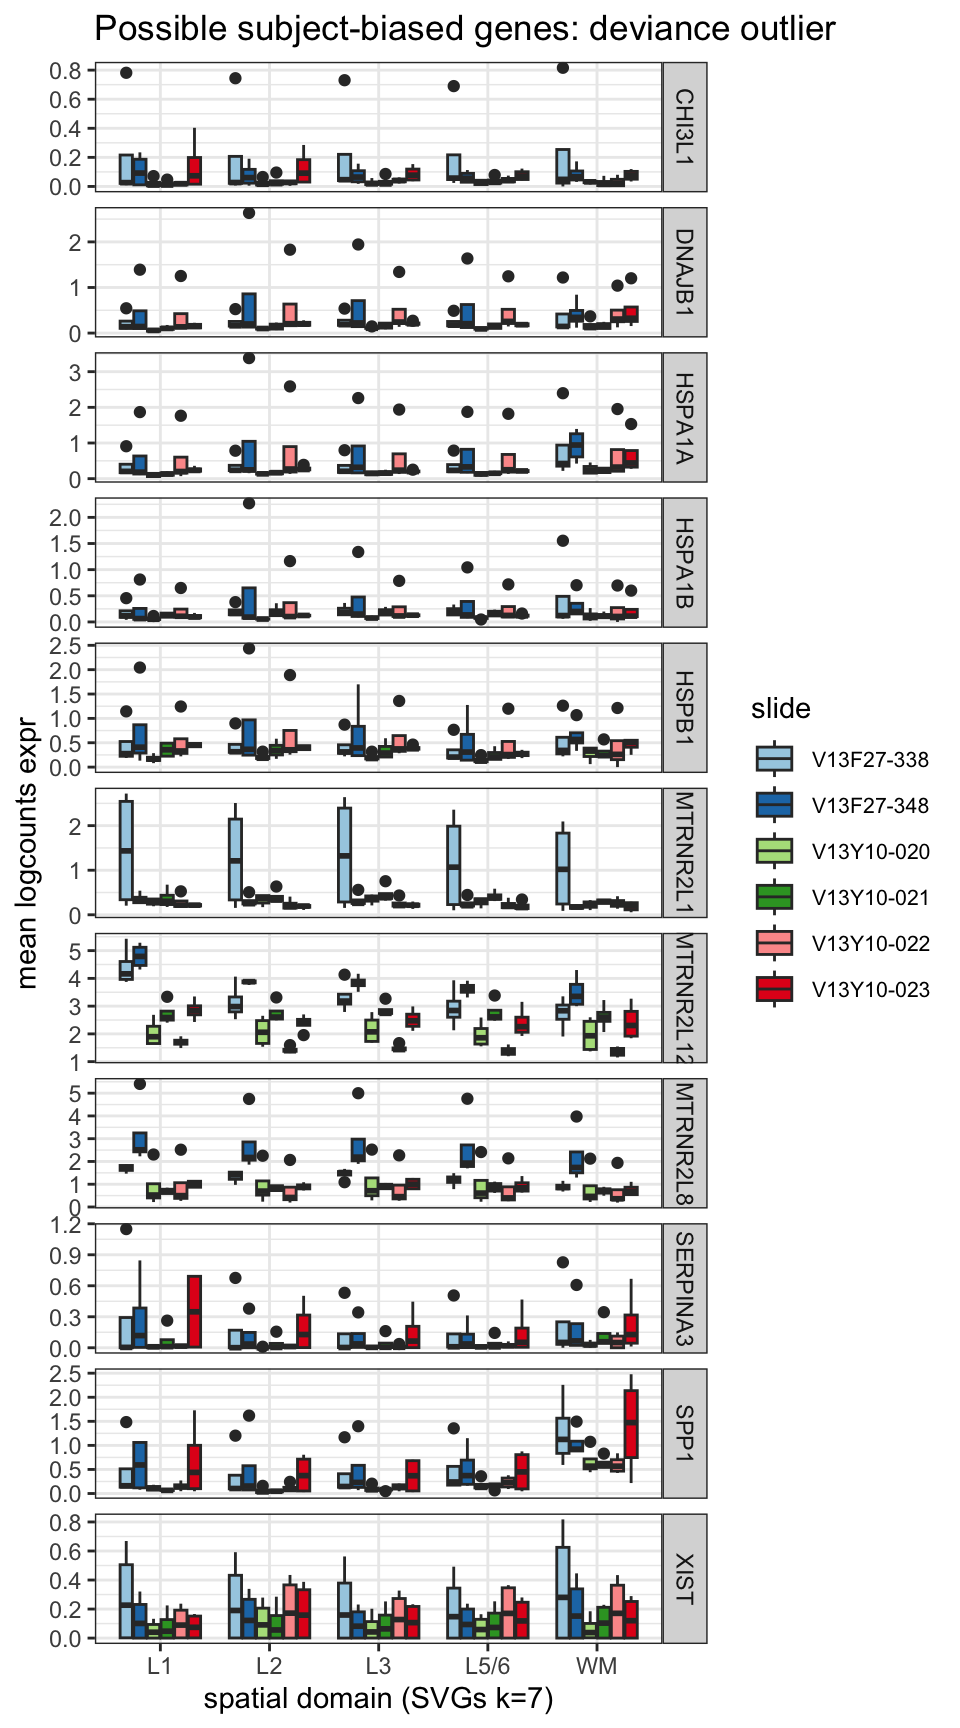 Possible subject-biased genes: deviance outlier
0.8
0.6
0.4
0.2
0.0
CHI3L1
2
1
0
DNAJB1
3
2
1
0
HSPA1A
2.0
1.5
1.0
0.5
0.0
HSPA1B
2.5
2.0
1.5
1.0
0.5
0.0
HSPB1
2
1
0
MTRNR2L1
5
4
3
2
1
MTRNR2L12
5
4
3
2
1
0
MTRNR2L8
1.2
0.9
0.6
0.3
0.0
SERPINA3
2.5
2.0
1.5
1.0
0.5
0.0
SPP1
0.8
0.6
0.4
0.2
0.0
XIST
L1 L2 L3 L5/6 WM
spatial domain (SVGs k=7)
mean logcounts expr
slide
V13F27-338
V13F27-348
V13Y10-020
V13Y10-021
V13Y10-022
V13Y10-023